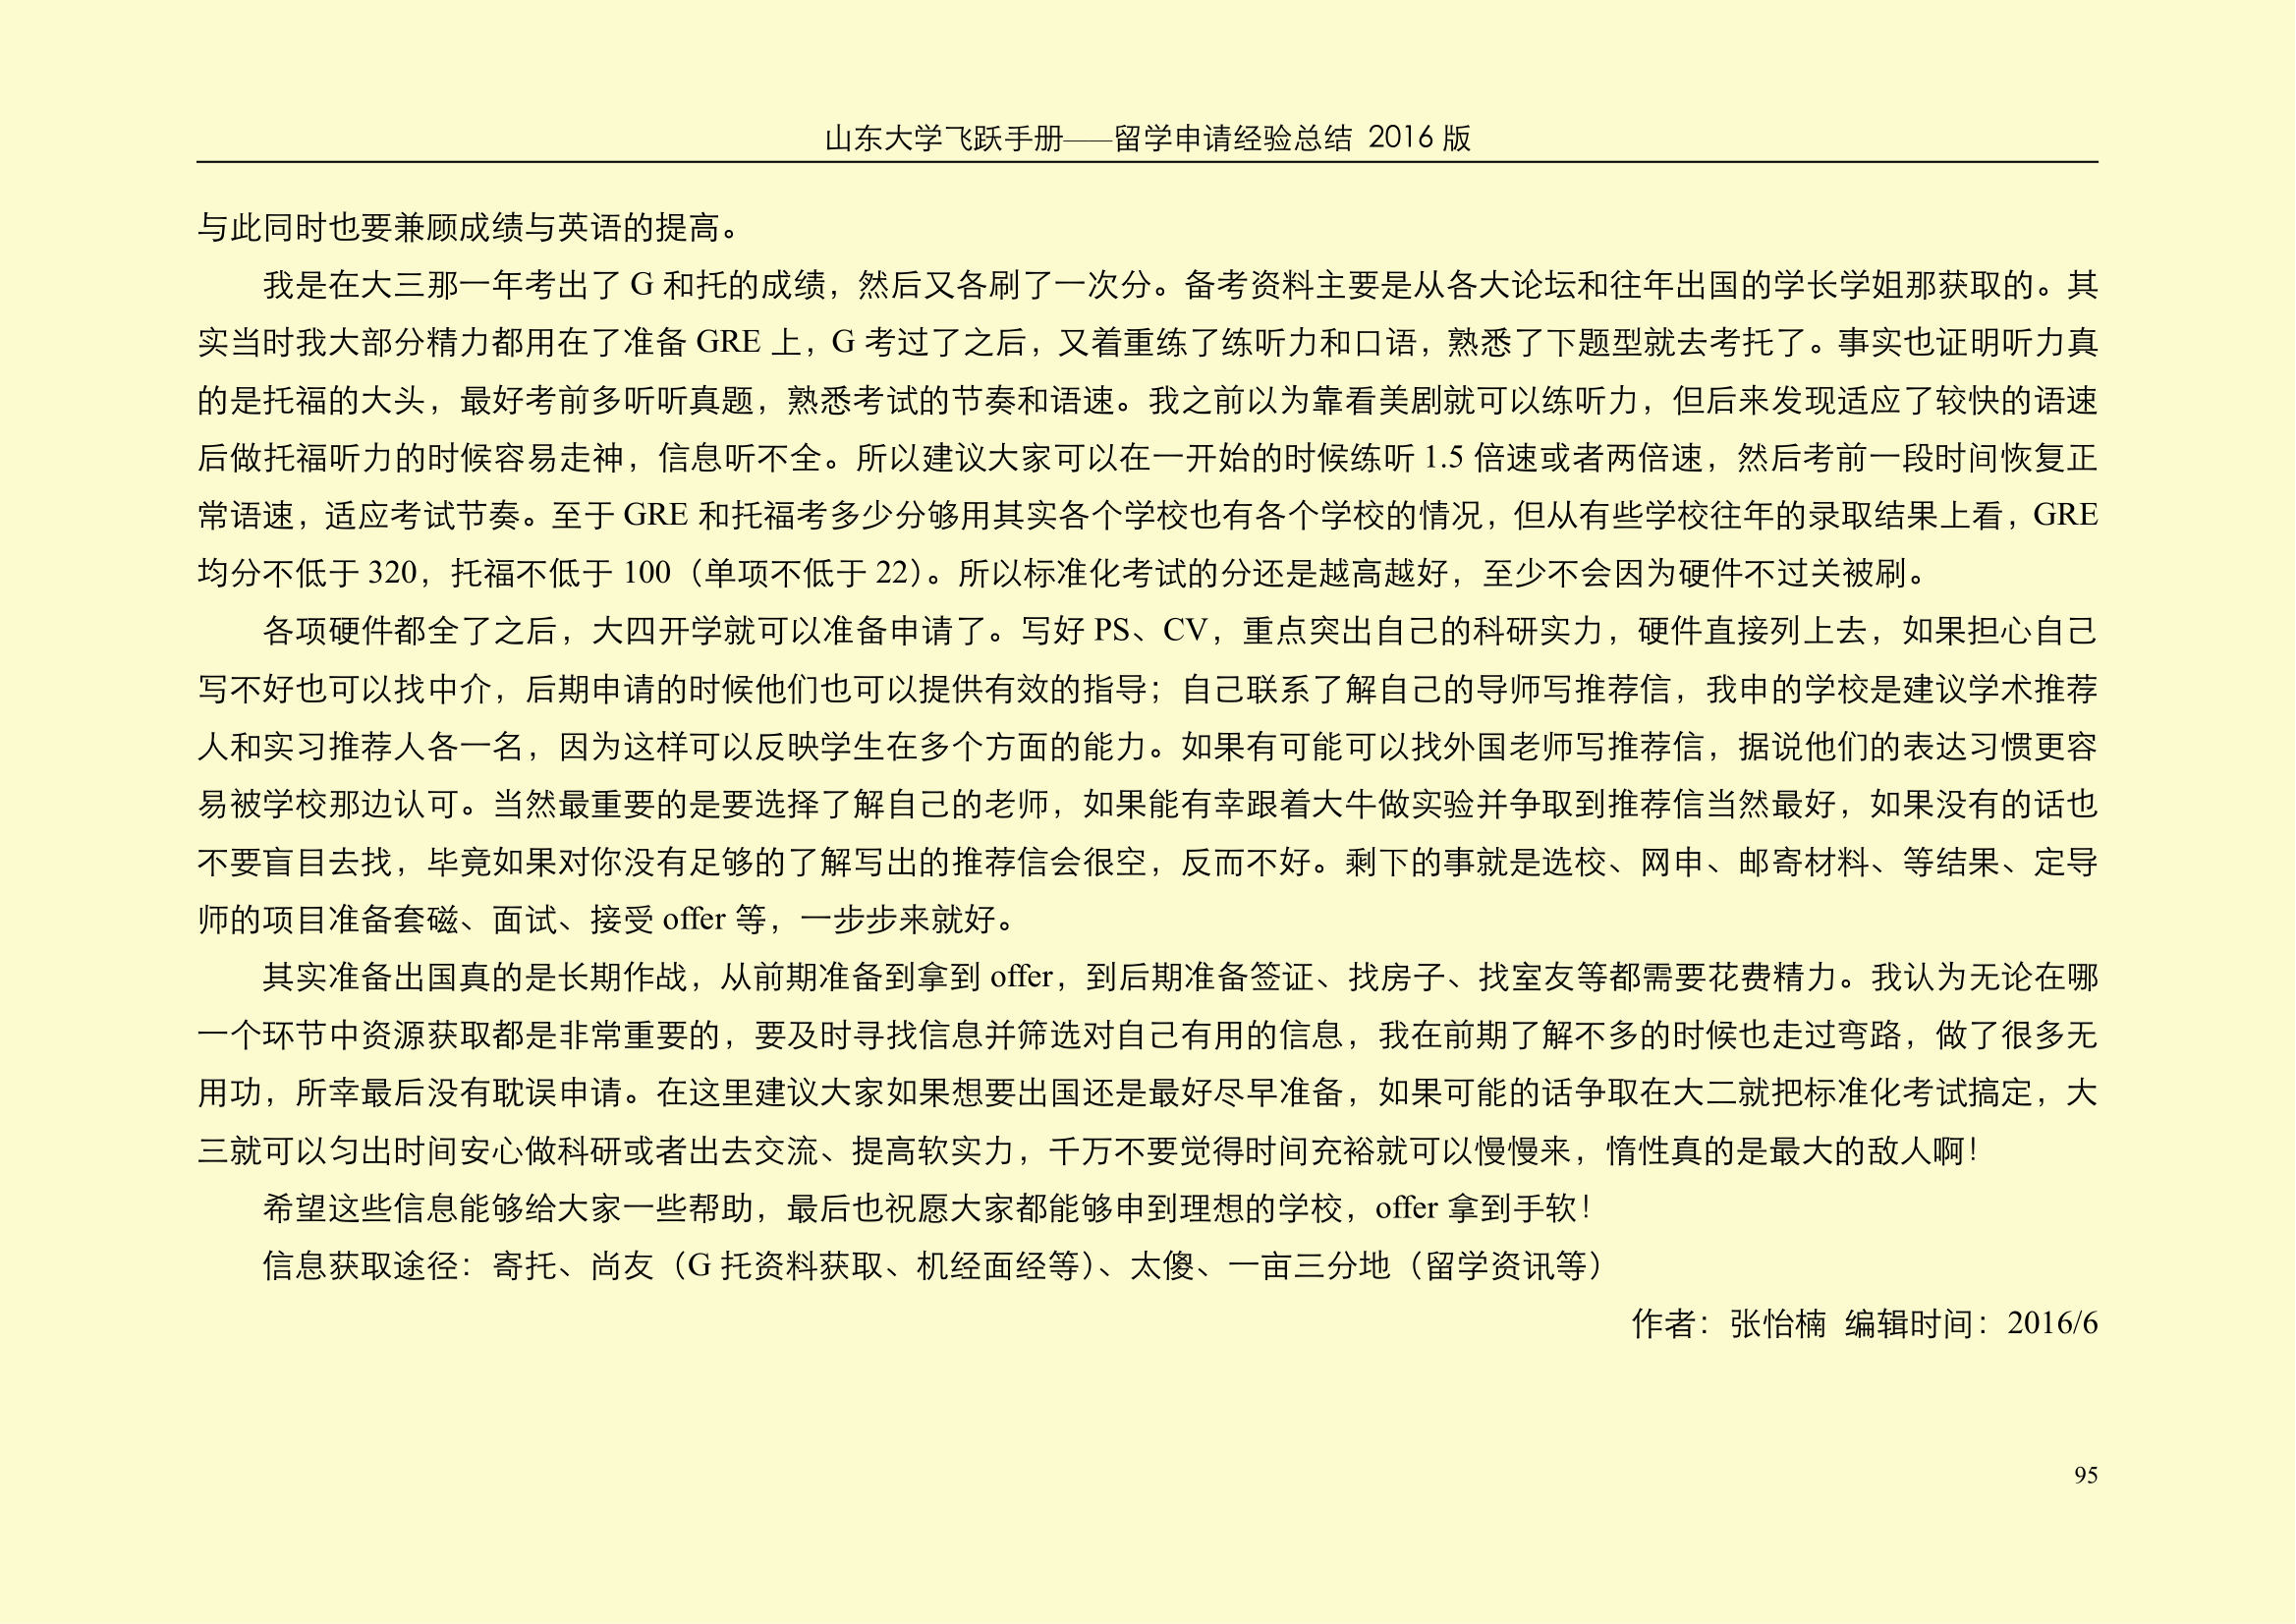 山东大学飞跃手册——留学申请经验总结 2016 版
与此同时也要兼顾成绩与英语的提高。
我是在大三那一年考出了 G 和托的成绩，然后又各刷了一次分。备考资料主要是从各大论坛和往年出国的学长学姐那获取的。其
实当时我大部分精力都用在了准备 GRE 上，G 考过了之后，又着重练了练听力和口语，熟悉了下题型就去考托了。事实也证明听力真
的是托福的大头，最好考前多听听真题，熟悉考试的节奏和语速。我之前以为靠看美剧就可以练听力，但后来发现适应了较快的语速
后做托福听力的时候容易走神，信息听不全。所以建议大家可以在一开始的时候练听 1.5 倍速或者两倍速，然后考前一段时间恢复正
常语速，适应考试节奏。至于 GRE 和托福考多少分够用其实各个学校也有各个学校的情况，但从有些学校往年的录取结果上看，GRE
均分不低于 320，托福不低于 100（单项不低于 22）。所以标准化考试的分还是越高越好，至少不会因为硬件不过关被刷。
各项硬件都全了之后，大四开学就可以准备申请了。写好 PS、CV，重点突出自己的科研实力，硬件直接列上去，如果担心自己
写不好也可以找中介，后期申请的时候他们也可以提供有效的指导；自己联系了解自己的导师写推荐信，我申的学校是建议学术推荐
人和实习推荐人各一名，因为这样可以反映学生在多个方面的能力。如果有可能可以找外国老师写推荐信，据说他们的表达习惯更容
易被学校那边认可。当然最重要的是要选择了解自己的老师，如果能有幸跟着大牛做实验并争取到推荐信当然最好，如果没有的话也
不要盲目去找，毕竟如果对你没有足够的了解写出的推荐信会很空，反而不好。剩下的事就是选校、网申、邮寄材料、等结果、定导
师的项目准备套磁、面试、接受 offer 等，一步步来就好。
其实准备出国真的是长期作战，从前期准备到拿到 offer，到后期准备签证、找房子、找室友等都需要花费精力。我认为无论在哪
一个环节中资源获取都是非常重要的，要及时寻找信息并筛选对自己有用的信息，我在前期了解不多的时候也走过弯路，做了很多无
用功，所幸最后没有耽误申请。在这里建议大家如果想要出国还是最好尽早准备，如果可能的话争取在大二就把标准化考试搞定，大
三就可以匀出时间安心做科研或者出去交流、提高软实力，千万不要觉得时间充裕就可以慢慢来，惰性真的是最大的敌人啊！
希望这些信息能够给大家一些帮助，最后也祝愿大家都能够申到理想的学校，offer 拿到手软！
信息获取途径：寄托、尚友（G 托资料获取、机经面经等）、太傻、一亩三分地（留学资讯等）
作者：张怡楠 编辑时间：2016/6
95